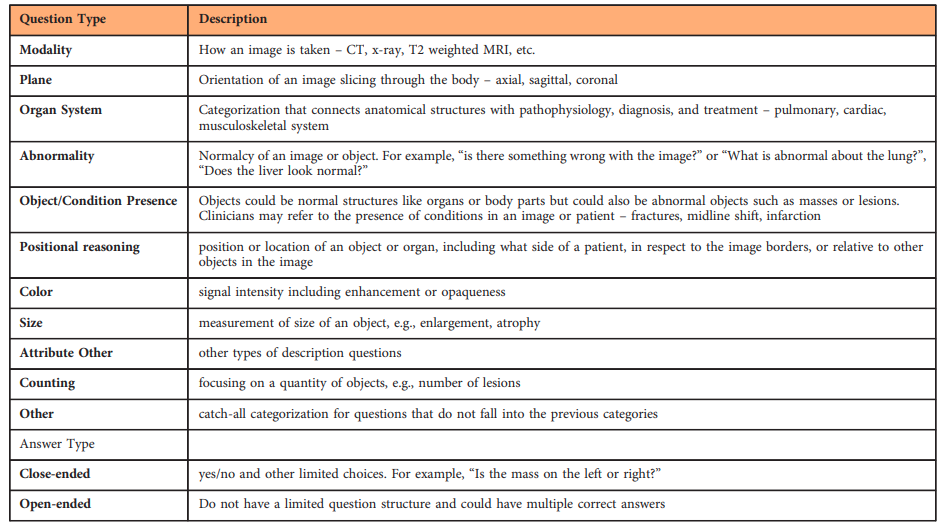 Question Type Description
Modality How an image is taken – CT, x-ray, T2 weighted MRI, etc.
Plane Orientation of an image slicing through the body – axial, sagittal, coronal
Organ System Categorization that connects anatomical structures with pathophysiology, diagnosis, and treatment – pulmonary, cardiac,
musculoskeletal system
Abnormality Normalcy of an image or object. For example, “is there something wrong with the image?” or “What is abnormal about the lung?”,
“Does the liver look normal?”
Object/Condition Presence Objects could be normal structures like organs or body parts but could also be abnormal objects such as masses or lesions.
Clinicians may refer to the presence of conditions in an image or patient – fractures, midline shift, infarction
Positional reasoning position or location of an object or organ, including what side of a patient, in respect to the image borders, or relative to other
objects in the image
Color signal intensity including enhancement or opaqueness
Size measurement of size of an object, e.g., enlargement, atrophy
Attribute Other other types of description questions
Counting focusing on a quantity of objects, e.g., number of lesions
Other catch-all categorization for questions that do not fall into the previous categories
Answer Type
Close-ended yes/no and other limited choices. For example, “Is the mass on the left or right?”
Open-ended Do not have a limited question structure and could have multiple correct answers